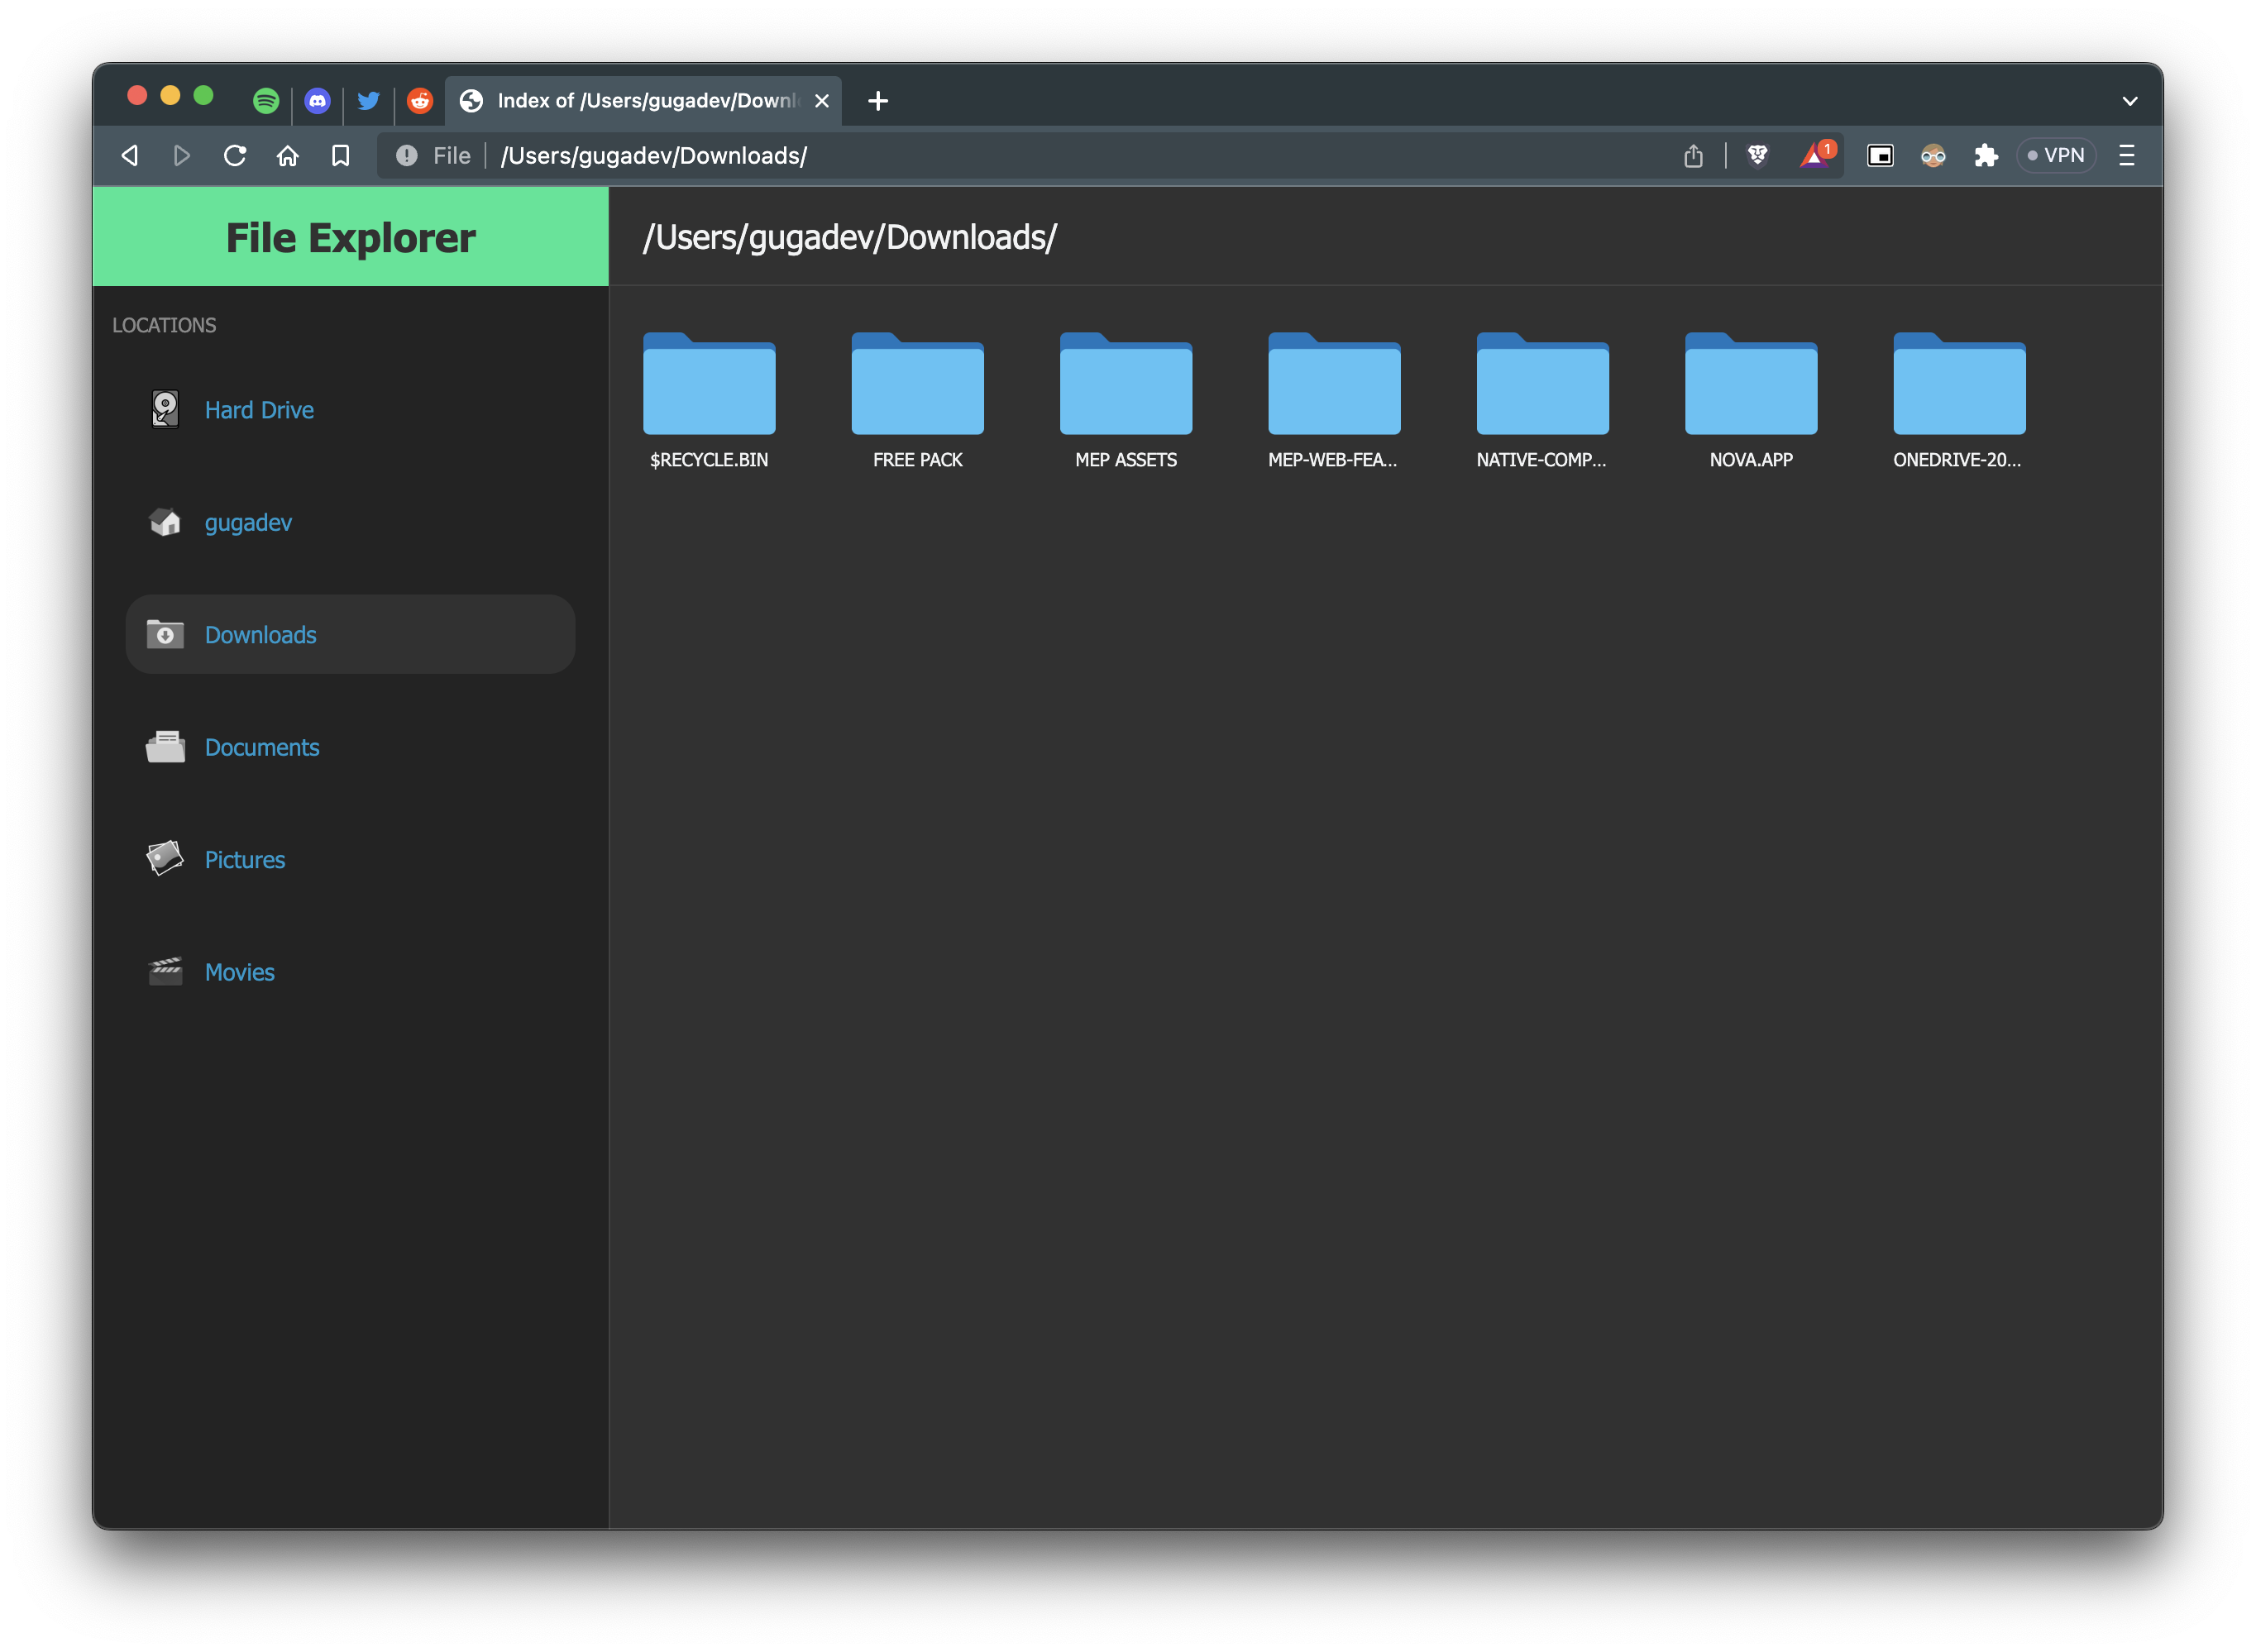 Index of /Users/gugadev/Downl
1
File
/Users/gugadev/Downloads/
VPN
File Explorer
/Users/gugadev/Downloads/
LOCATIONS
Hard Drive
gugadev
Downloads
Documents
Pictures
Movies
$RECYCLE.BIN
FREE PACK
MEP ASSETS
MEP-WEB-FEA...
NATIVE-COMP...
NOVA.APP
ONEDRIVE-20...